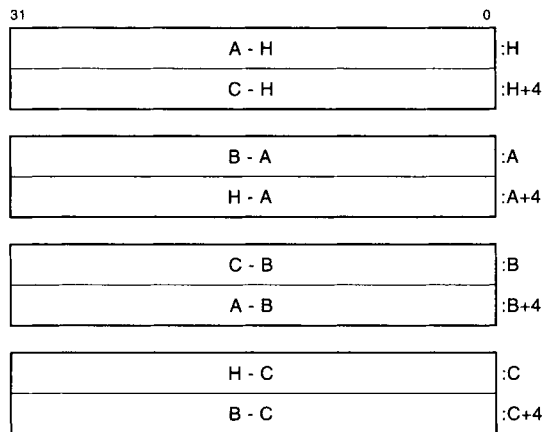 31 0
A - H :H
C - H :H+4
B - A :A
H - A :A+4
C - B :B
A - B :B+4
H - C :C
B - C :C+4